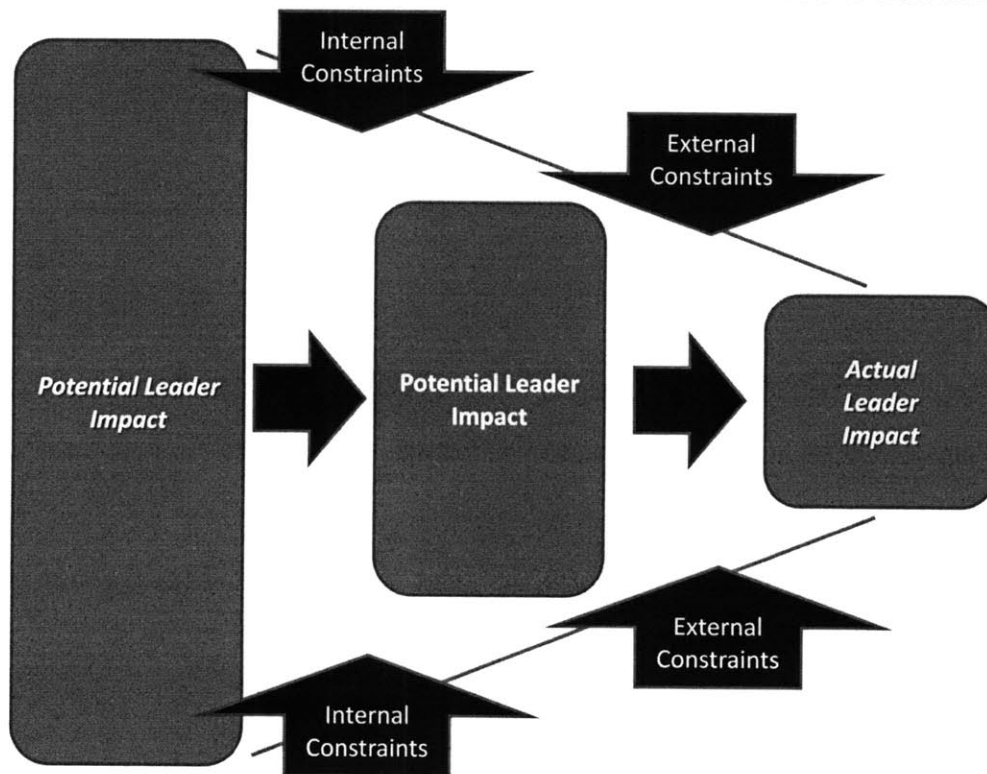 Internal
Constraints
External
Constraints
Potential Leader
Impact
Potential Leader
Impact
Actual
Leader
Impact
External
Constraints
Internal
Constraints